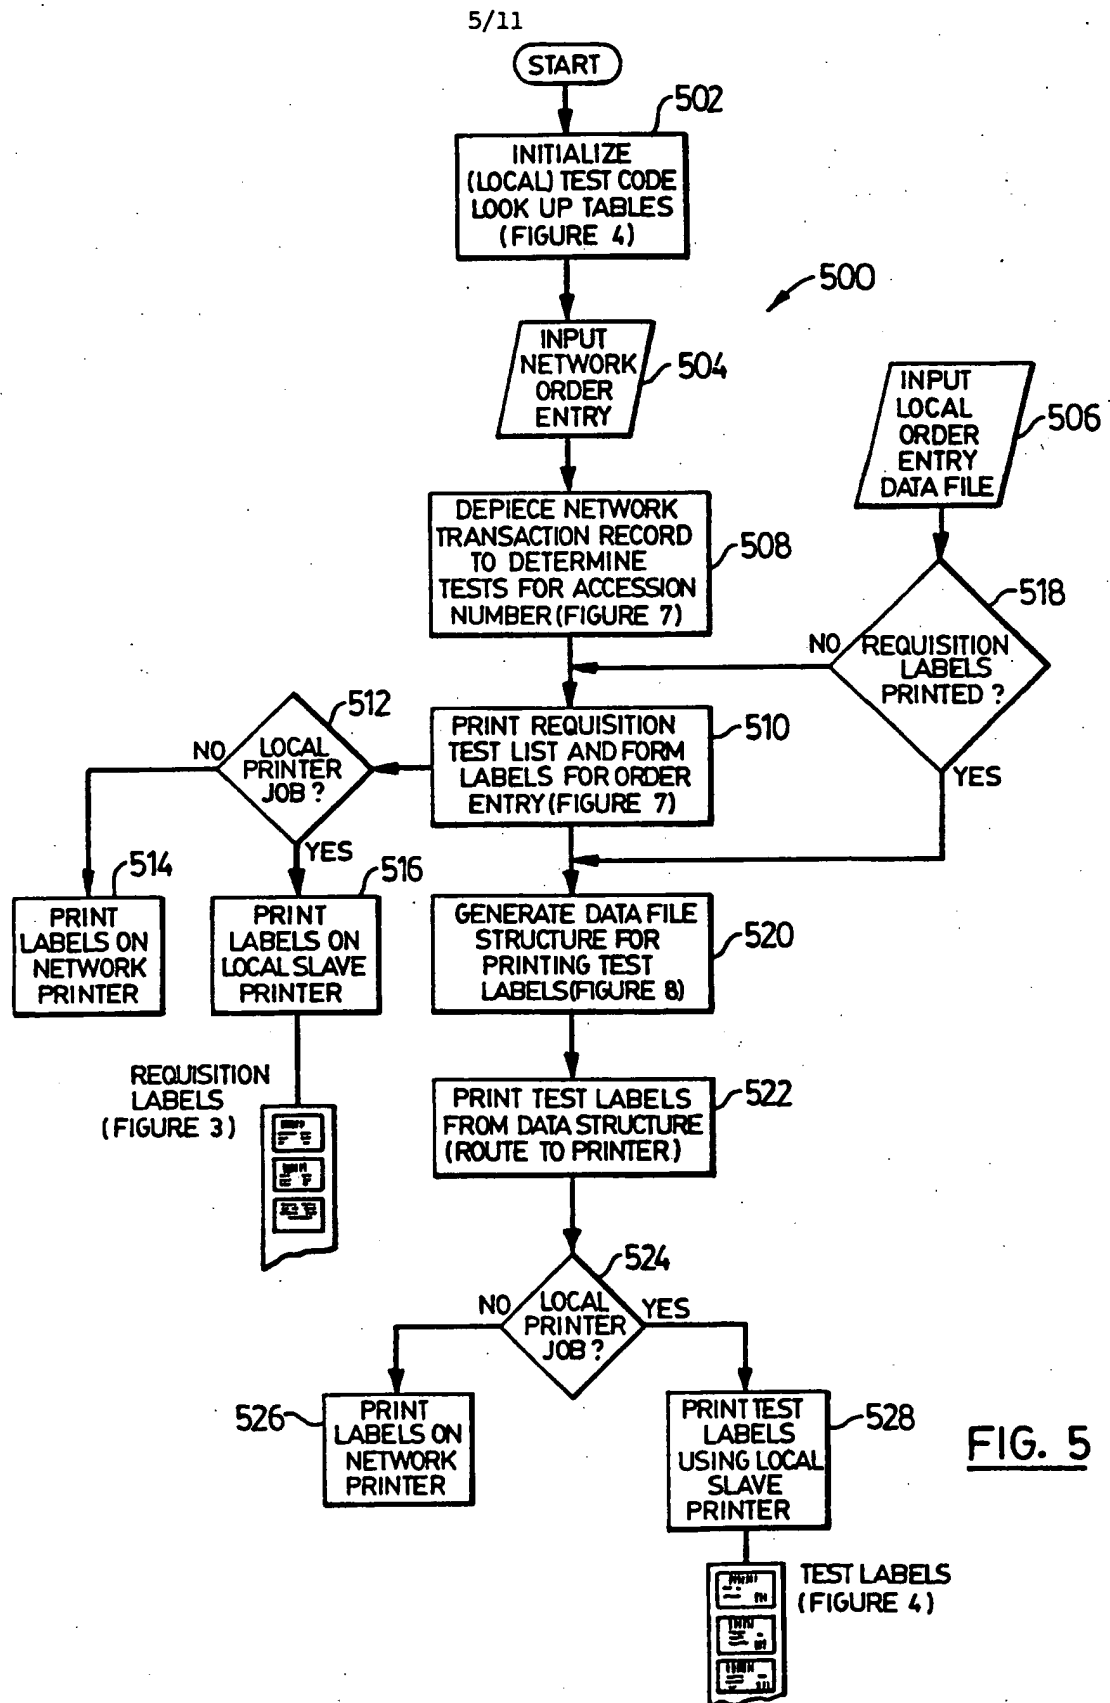 5/11
START
502
INITIALIZE
(LOCAL) TEST CODE
LOOK UP TABLES
(FIGURE 4)
500
INPUT
NETWORK
ORDER
ENTRY
504
INPUT
LOCAL
ORDER
ENTRY
DATA FILE
506
DEPIECE NETWORK
TRANSACTION RECORD
TO DETERMINE
TESTS FOR ACCESSION
NUMBER (FIGURE 7)
508
518
NO
REQUISITION
LABELS
PRINTED ?
YES
512
NO
LOCAL
PRINTER
JOB ?
YES
PRINT REQUISITION
TEST LIST AND FORM
LABELS FOR ORDER
ENTRY (FIGURE 7)
510
514
PRINT
LABELS ON
NETWORK
PRINTER
516
PRINT
LABELS ON
LOCAL SLAVE
PRINTER
GENERATE DATA FILE
STRUCTURE FOR
PRINTING TEST
LABELS(FIGURE 8)
520
REQUISITION
LABELS
(FIGURE 3)
PRINT TEST LABELS
FROM DATA STRUCTURE
(ROUTE TO PRINTER)
522
524
NO
LOCAL
PRINTER
JOB ?
YES
526
PRINT
LABELS ON
NETWORK
PRINTER
PRINT TEST
LABELS
USING LOCAL
SLAVE
PRINTER
528
FIG. 5
TEST LABELS
(FIGURE 4)